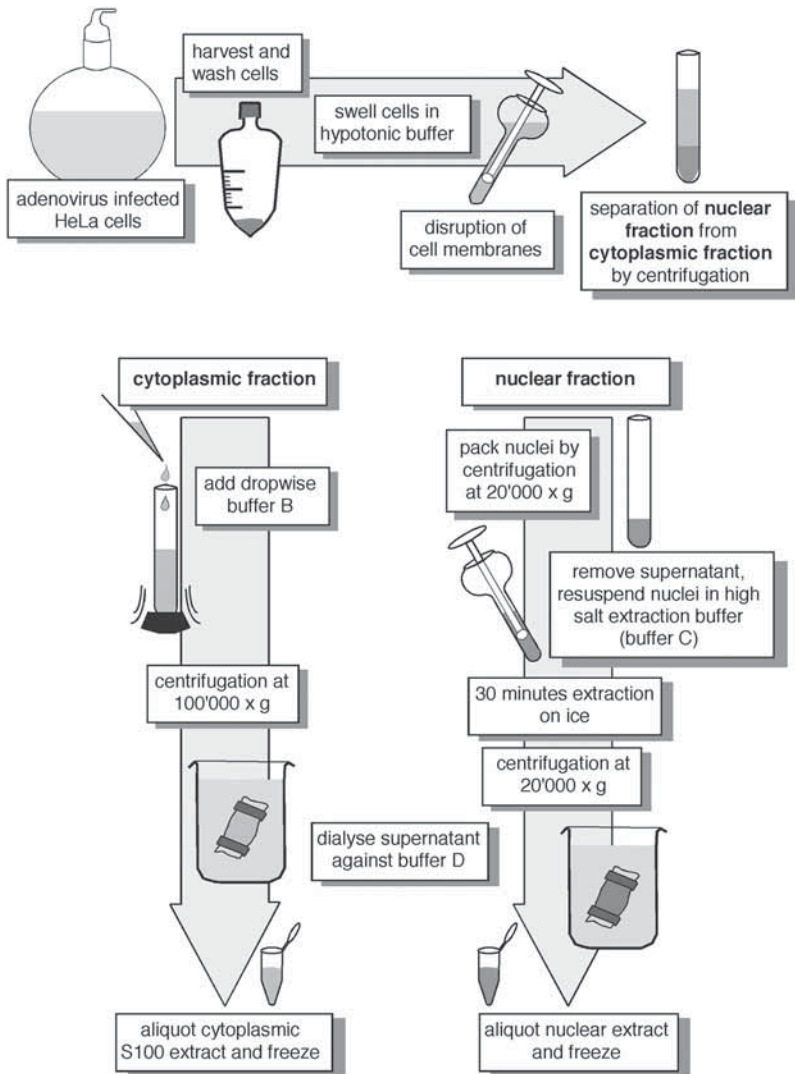 harvest and
wash cells
swell cells in
hypotonic buffer
adenovirus infected
HeLa cells
disruption of
cell membranes
separation of nuclear
fraction from
cytoplasmic fraction
by centrifugation
cytoplasmic fraction
add dropwise
buffer B
centrifugation at
100'000 x g
nuclear fraction
pack nuclei by
centrifugation
at 20'000 x g
remove supernatant,
resuspend nuclei in high
salt extraction buffer
(buffer C)
30 minutes extraction
on ice
centrifugation at
20'000 x g
dialyse supernatant
against buffer D
aliquot cytoplasmic
S100 extract and freeze
aliquot nuclear extract
and freeze